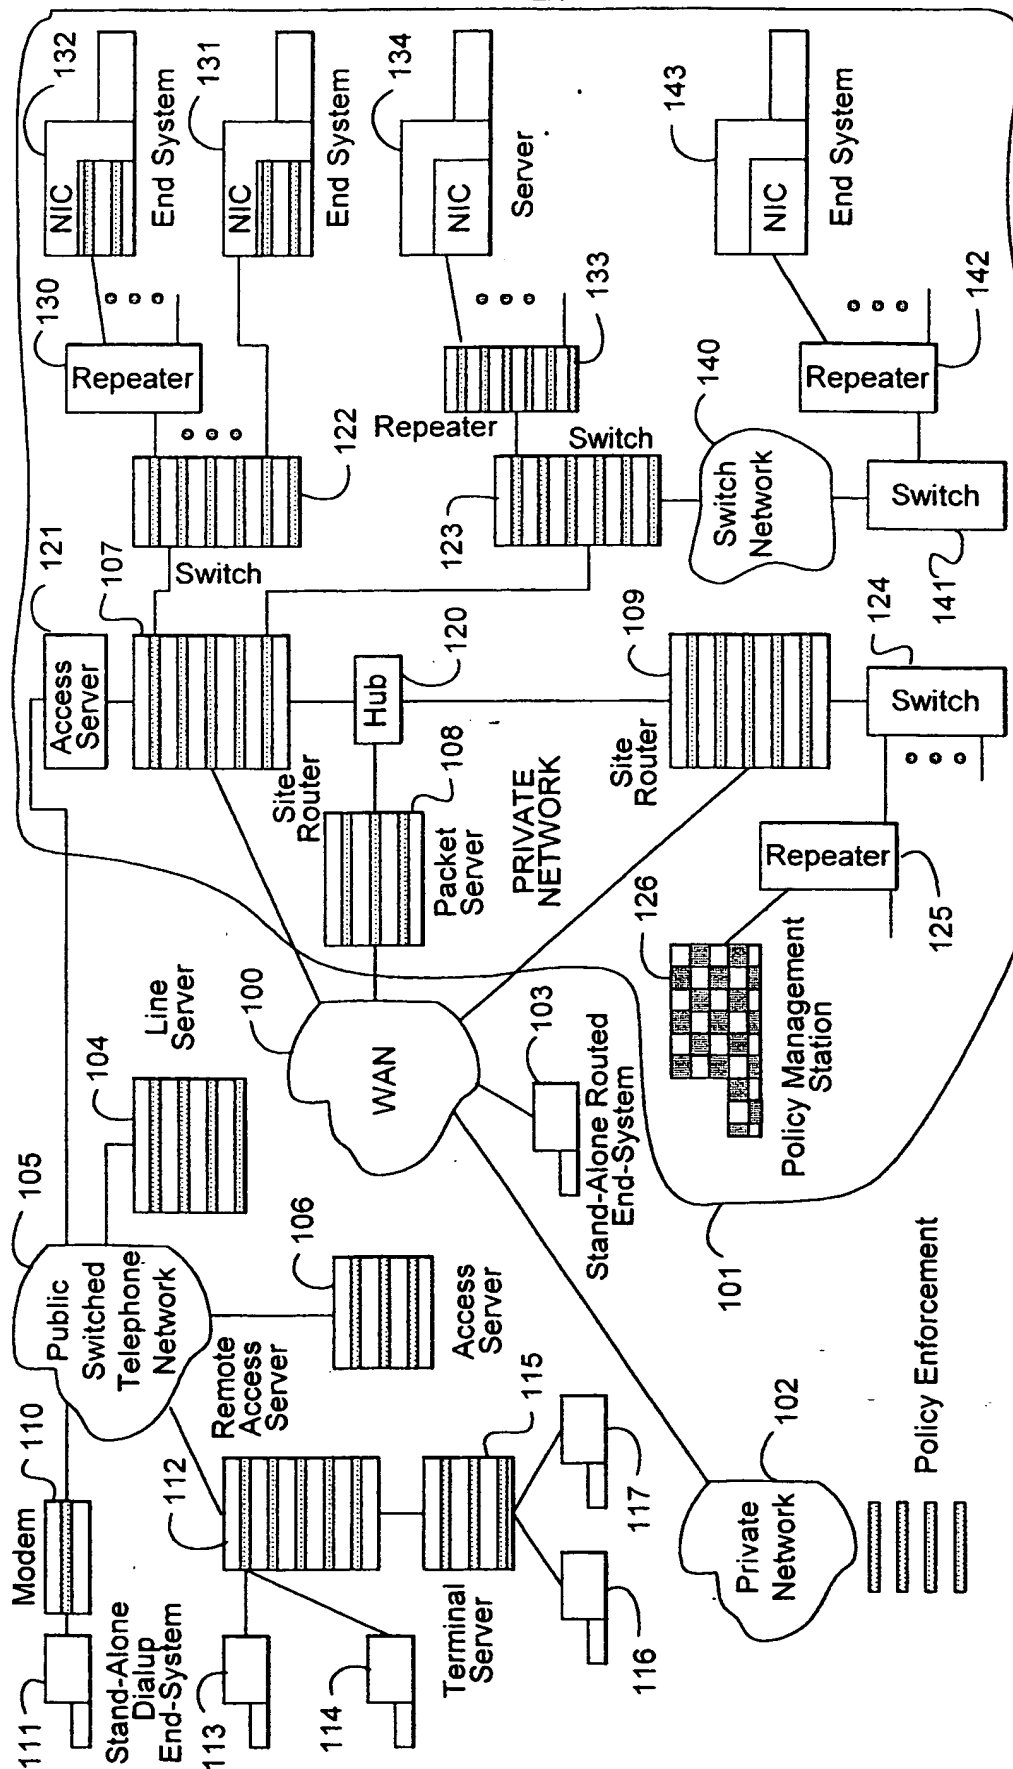 111
Stand-Alone
Dialup
End-System
Modem
110
105
Public
Switched
Telephone
Network
104
Line
Server
113
114
112
Remote
Access
Server
106
Access
Server
Terminal
Server
115
116
117
102
Private
Network
Policy Enforcement
100
WAN
103
Stand-Alone Routed
End-System
101
121
Access
Server
107
Site
Router
108
Packet
Server
120
Hub
PRIVATE
NETWORK
109
Site
Router
126
Policy Management
Station
125
Repeater
124
Switch
122
Switch
130
Repeater
132
NIC
End System
131
NIC
End System
123
Switch
133
Repeater
134
NIC
Server
140
Switch
Network
141
Switch
142
Repeater
143
NIC
End System